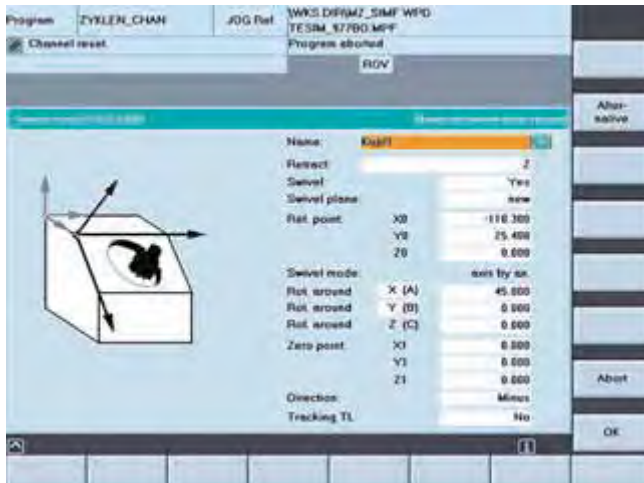 Program ZYKLEN_CHAN JOG Ref \WKS.DIR\MZ_SIMF.WPD
TESIM_977BO.MPF
Channel reset Program aborted
ROV
Alter-
native
Name:
Retract: Z
Swivel: Yes
Swivel plane: new
Ref. point X0 -118.300
Y0 25.400
Z0 0.000
Swivel mode: axis by ax.
Rot. around X (A) 45.000
Rot. around Y (B) 0.000
Rot. around Z (C) 0.000
Zero point X1 0.000
Y1 0.000
Z1 0.000
Direction: Minus
Tracking TL No
Abort
OK